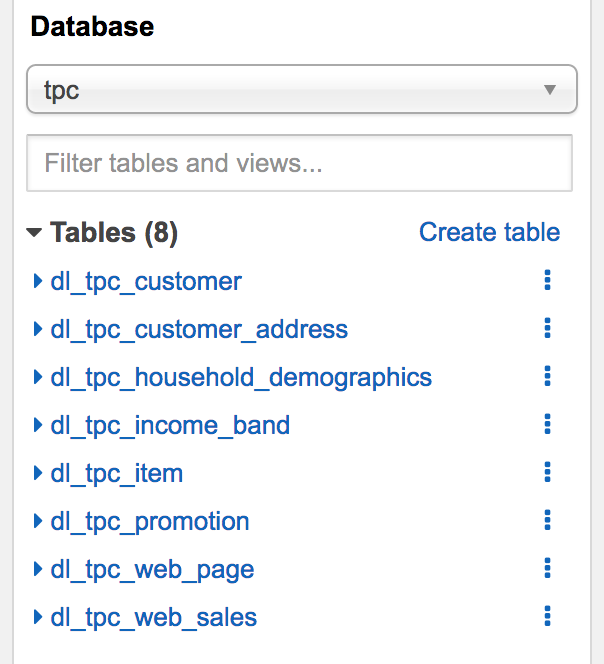 Database
tpc
Filter tables and views...
Tables (8) Create table
dl_tpc_customer
dl_tpc_customer_address
dl_tpc_household_demographics
dl_tpc_income_band
dl_tpc_item
dl_tpc_promotion
dl_tpc_web_page
dl_tpc_web_sales